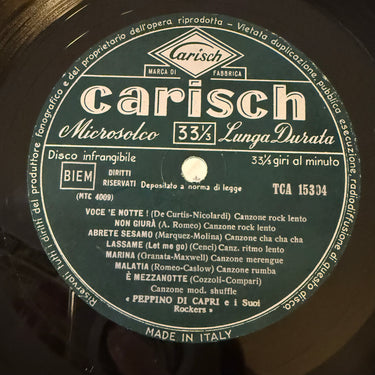 Riservati tutti i diritti del produttore fonografico e del proprietario dell'opera riprodotta - Vietata duplicazione, pubblica esecuzione, radiodiffusione di questo disco.
Carisch
MARCA DI FABBRICA
carisch
Microsolco 33⅓ Lunga Durata
Disco infrangibile 33⅓ giri al minuto
BIEM DIRITTI
RISERVATI Depositato a norma di legge TCA 15304
(MTC 4009)
VOCE 'E NOTTE! (De Curtis-Nicolardi) Canzone rock lento
NON GIURÀ (A. Romeo) Canzone rock lento
ABRETE SESAMO (Marquez-Molina) Canzone cha cha cha
LASSAME (Let me go) (Cenci) Canz. ritmo lento
MARINA (Granata-Maxwell) Canzone merengue
MALATIA (Romeo-Caslow) Canzone rumba
È MEZZANOTTE (Cozzoli-Compari)
Canzone mod. shuffle
« PEPPINO DI CAPRI e i Suoi
Rockers »
MADE IN ITALY